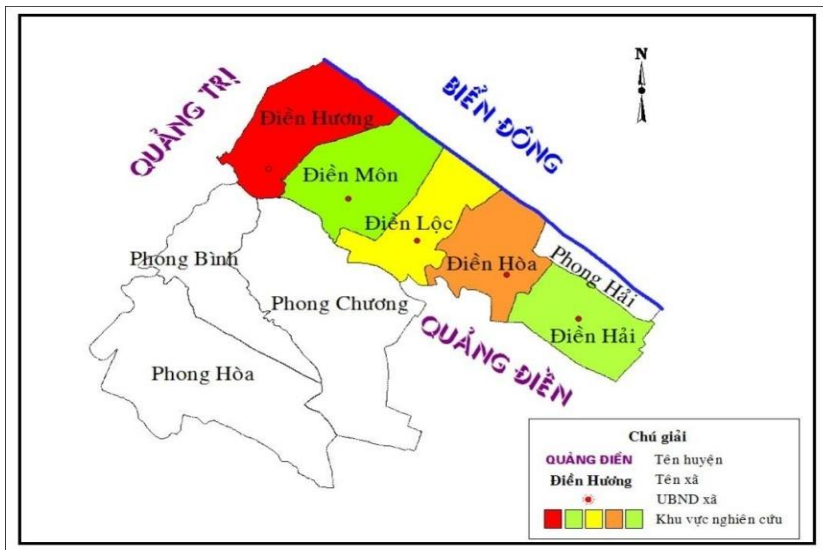 N
QUẢNG TRỊ
BIỂN ĐÔNG
Điền Hương
Điền Môn
Điền Lộc
Điền Hòa
Phong Hải
Điền Hải
Phong Bình
Phong Chương
Phong Hòa
QUẢNG ĐIỀN
Chú giải
QUẢNG ĐIỀN Tên huyện
Điền Hương Tên xã
UBND xã
Khu vực nghiên cứu